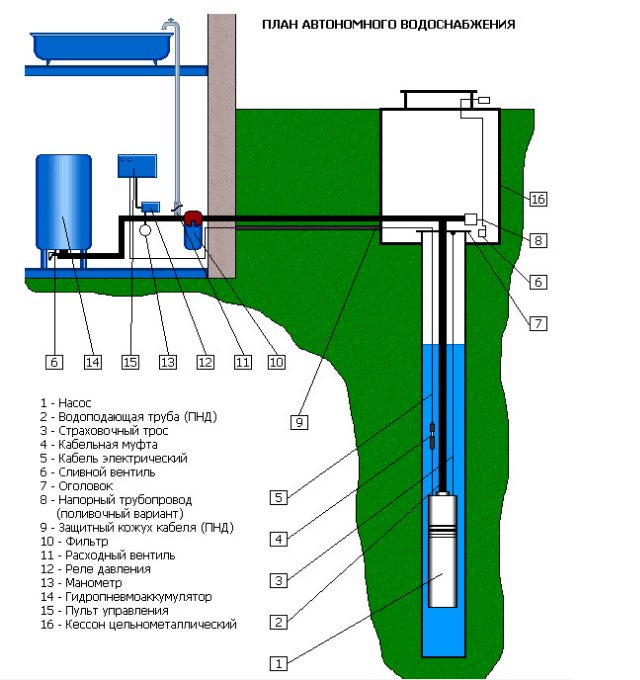 ПЛАН АВТОНОМНОГО ВОДОСНАБЖЕНИЯ
16
8
6
7
6
14
15
13
12
11
10
9
5
4
3
2
1
1 - Насос
2 - Водоподающая труба (ПНД)
3 - Страховочный трос
4 - Кабельная муфта
5 - Кабель электрический
6 - Сливной вентиль
7 - Оголовок
8 - Напорный трубопровод
(поливочный вариант)
9 - Защитный кожух кабеля (ПНД)
10 - Фильтр
11 - Расходный вентиль
12 - Реле давления
13 - Манометр
14 - Гидропневмоаккумулятор
15 - Пульт управления
16 - Кессон цельнометаллический